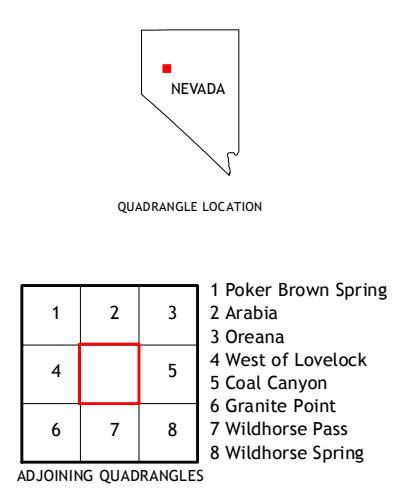 NEVADA
QUADRANGLE LOCATION
1 2 3
4 5
6 7 8
1 Poker Brown Spring
2 Arabia
3 Oreana
4 West of Lovelock
5 Coal Canyon
6 Granite Point
7 Wildhorse Pass
8 Wildhorse Spring
ADJOINING QUADRANGLES